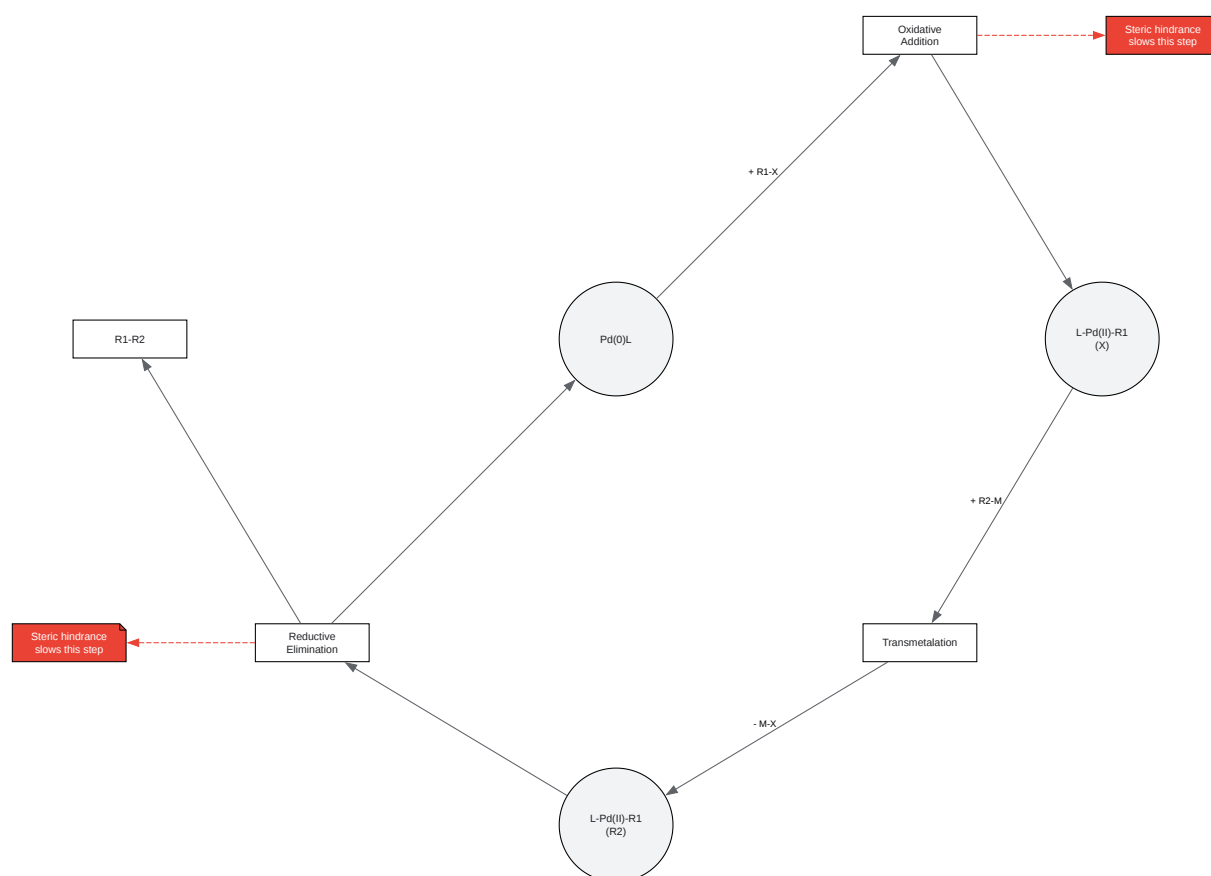 Oxidative
Addition
Steric hindrance
slows this step
+ R1-X
R1-R2
Pd(0)L
L-Pd(II)-R1
(X)
+ R2-M
Steric hindrance
slows this step
Reductive
Elimination
Transmetalation
- M-X
L-Pd(II)-R1
(R2)